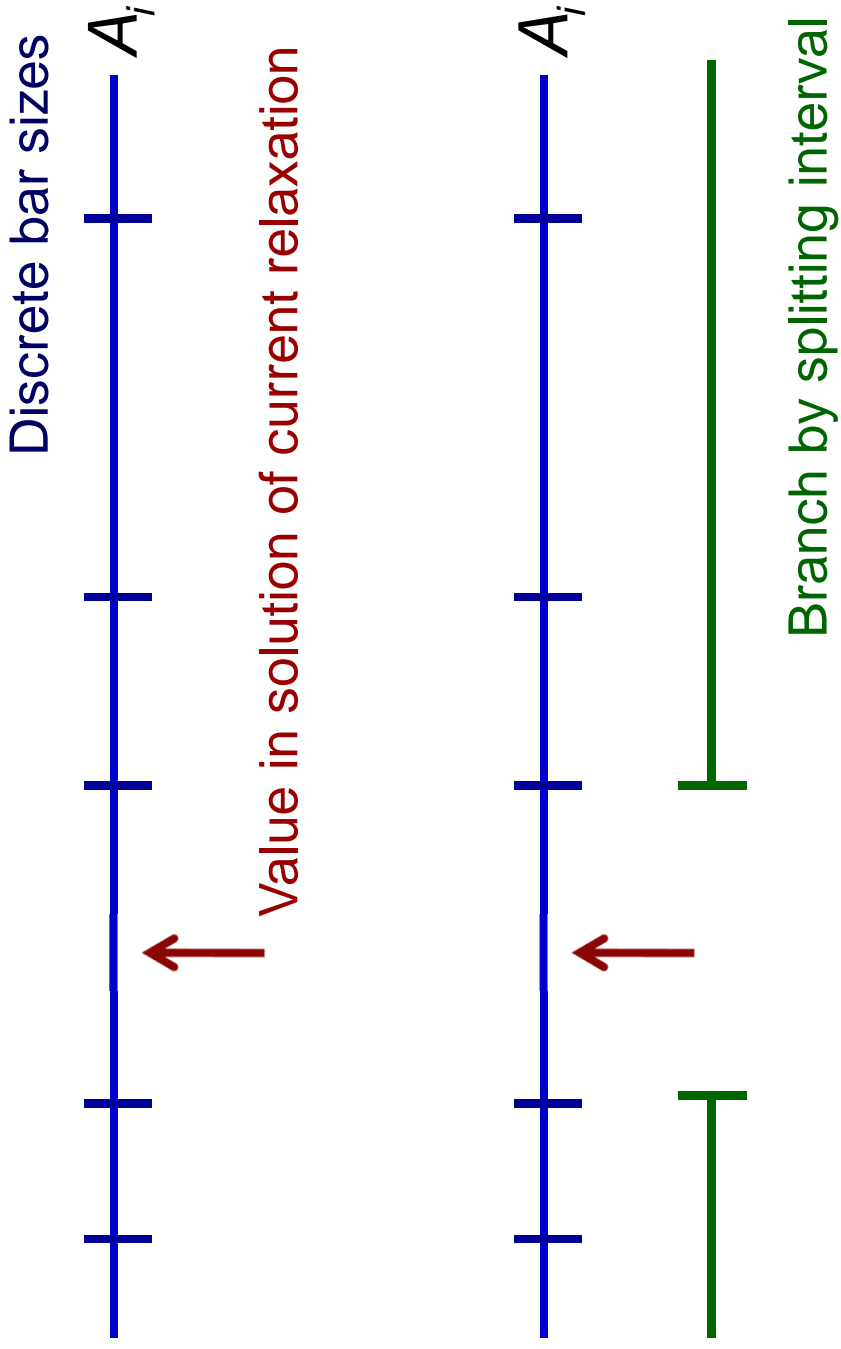 Discrete bar sizes
A_i
Value in solution of current relaxation
A_i
Branch by splitting interval